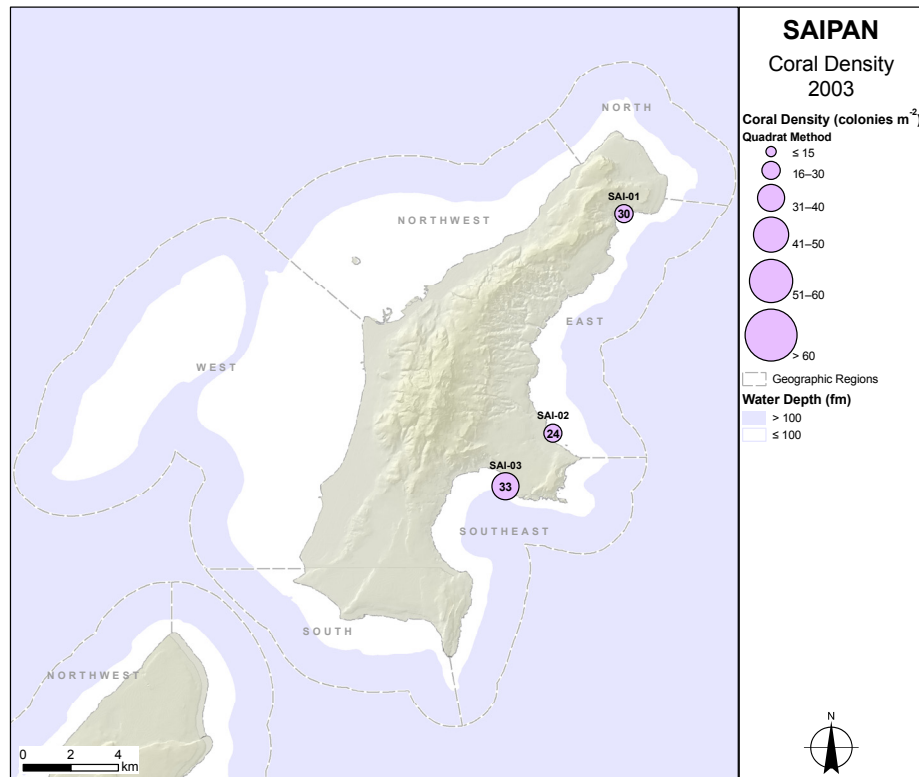 SAIPAN
Coral Density
2003
Coral Density (colonies m⁻²)
Quadrat Method
≤ 15
16–30
31–40
41–50
51–60
> 60
Geographic Regions
Water Depth (fm)
> 100
≤ 100
N
NORTH
SAI-01
30
NORTHWEST
EAST
WEST
SAI-02
24
SAI-03
33
SOUTHEAST
SOUTH
NORTHWEST
0 2 4
km